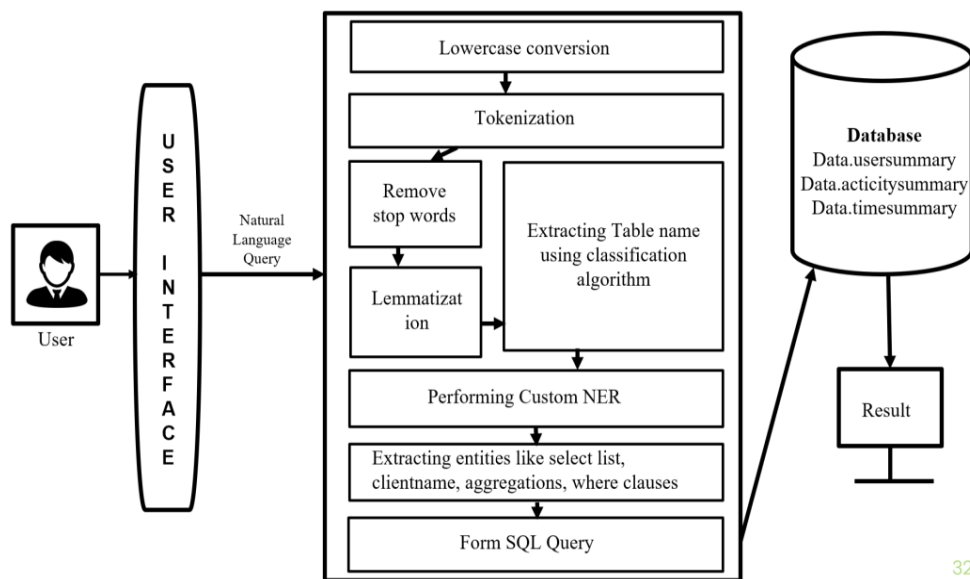 User
USER INTERFACE
Natural
Language
Query
Lowercase conversion
Tokenization
Remove
stop words
Lemmatizat
ion
Extracting Table name
using classification
algorithm
Performing Custom NER
Extracting entities like select list,
clientname, aggregations, where clauses
Form SQL Query
Database
Data.usersummary
Data.acticitysummary
Data.timesummary
Result
32